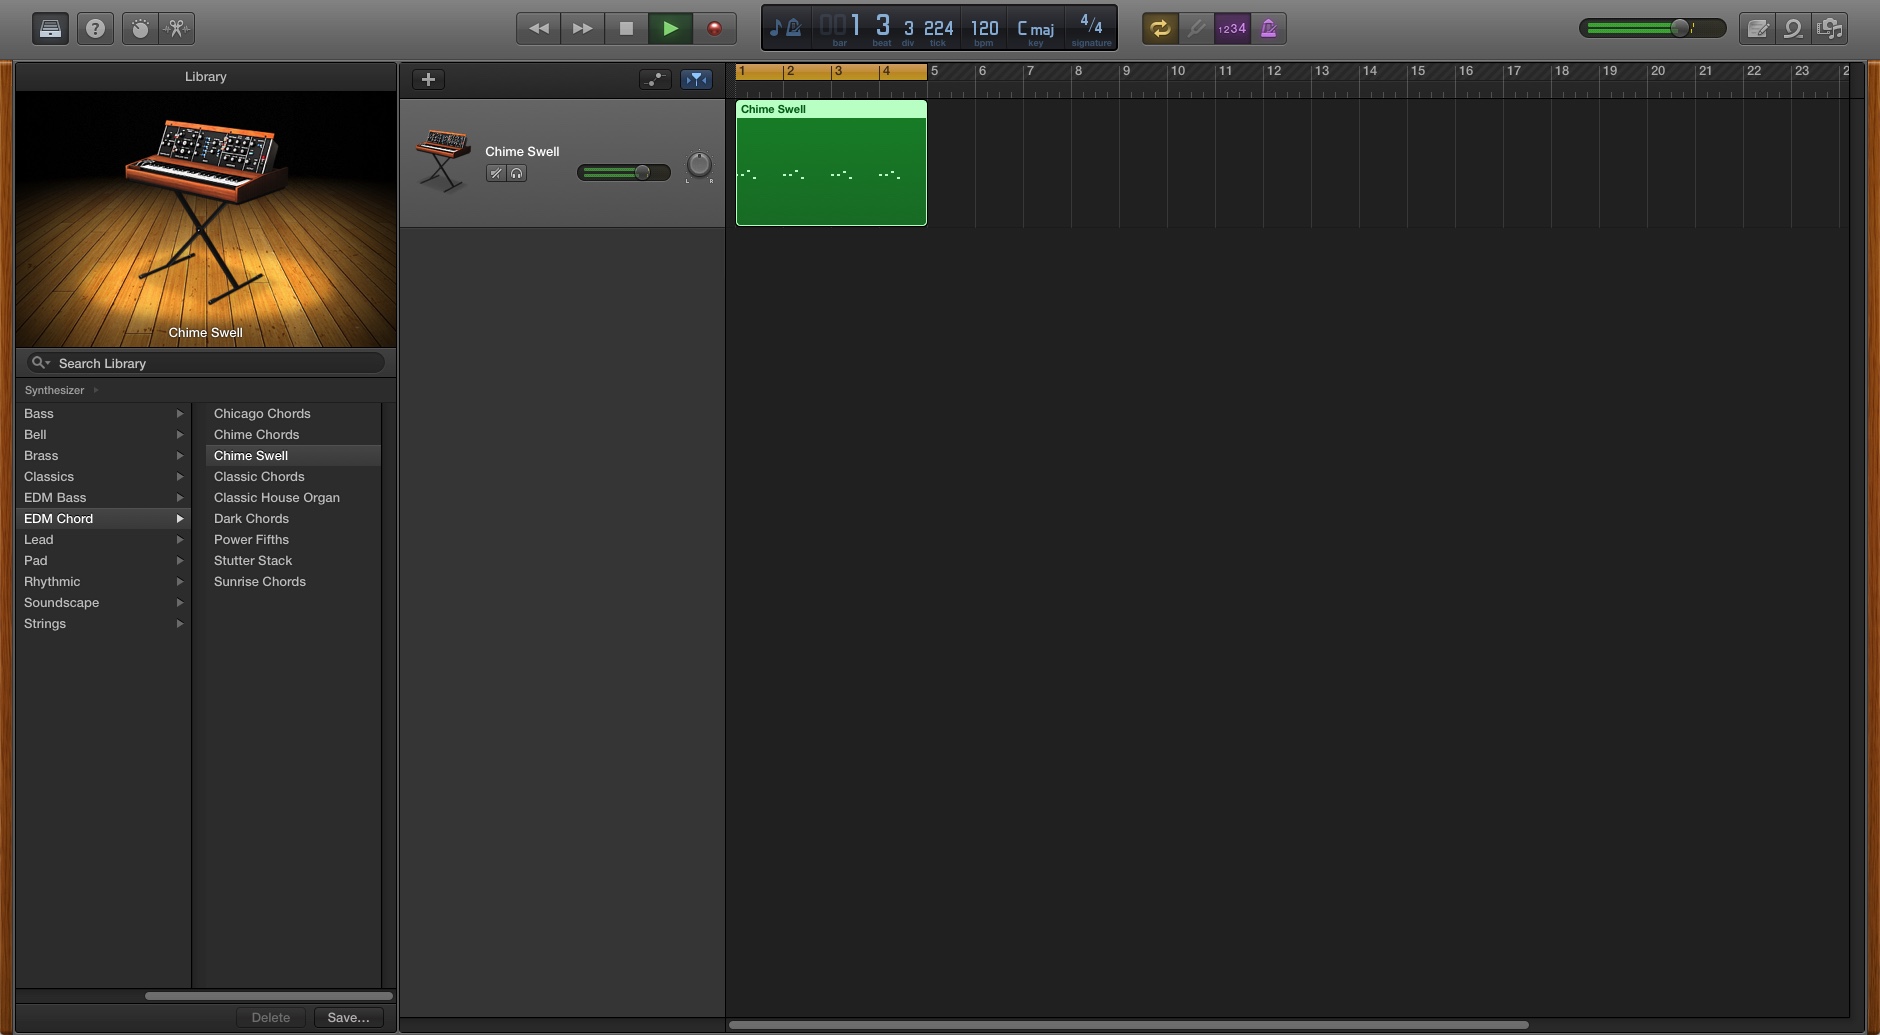 001 3 3 224 120 C maj 4/4
bar beat div tick bpm key signature
1234
Library
Chime Swell
Search Library
Synthesizer
Bass
Bell
Brass
Classics
EDM Bass
EDM Chord
Lead
Pad
Rhythmic
Soundscape
Strings
Chicago Chords
Chime Chords
Chime Swell
Classic Chords
Classic House Organ
Dark Chords
Power Fifths
Stutter Stack
Sunrise Chords
Delete
Save...
Chime Swell
L R
1 2 3 4 5 6 7 8 9 10 11 12 13 14 15 16 17 18 19 20 21 22 23 2
Chime Swell